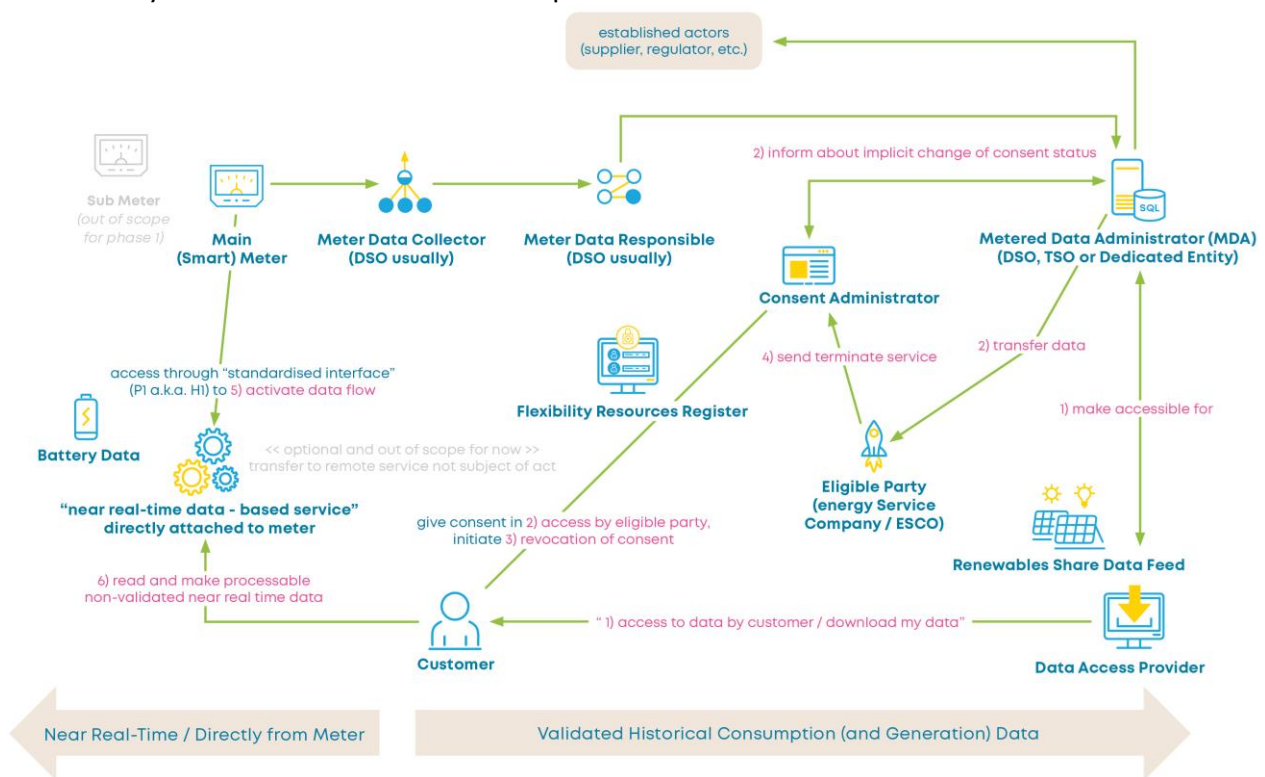 established actors
(supplier, regulator, etc.)
2) inform about implicit change of consent status
Sub Meter
(out of scope
for phase 1)
Main
(Smart) Meter
Meter Data Collector
(DSO usually)
Meter Data Responsible
(DSO usually)
SQL
Metered Data Administrator (MDA)
(DSO, TSO or Dedicated Entity)
Consent Administrator
4) send terminate service
2) transfer data
access through “standardised interface”
(P1 a.k.a. H1) to 5) activate data flow
Flexibility Resources Register
1) make accessible for
Battery Data
<< optional and out of scope for now >>
transfer to remote service not subject of act
“near real-time data - based service”
directly attached to meter
Eligible Party
(energy Service
Company / ESCO)
give consent in 2) access by eligible party,
initiate 3) revocation of consent
Renewables Share Data Feed
6) read and make processable
non-validated near real time data
“ 1) access to data by customer / download my data”
Customer
Data Access Provider
Near Real-Time / Directly from Meter
Validated Historical Consumption (and Generation) Data